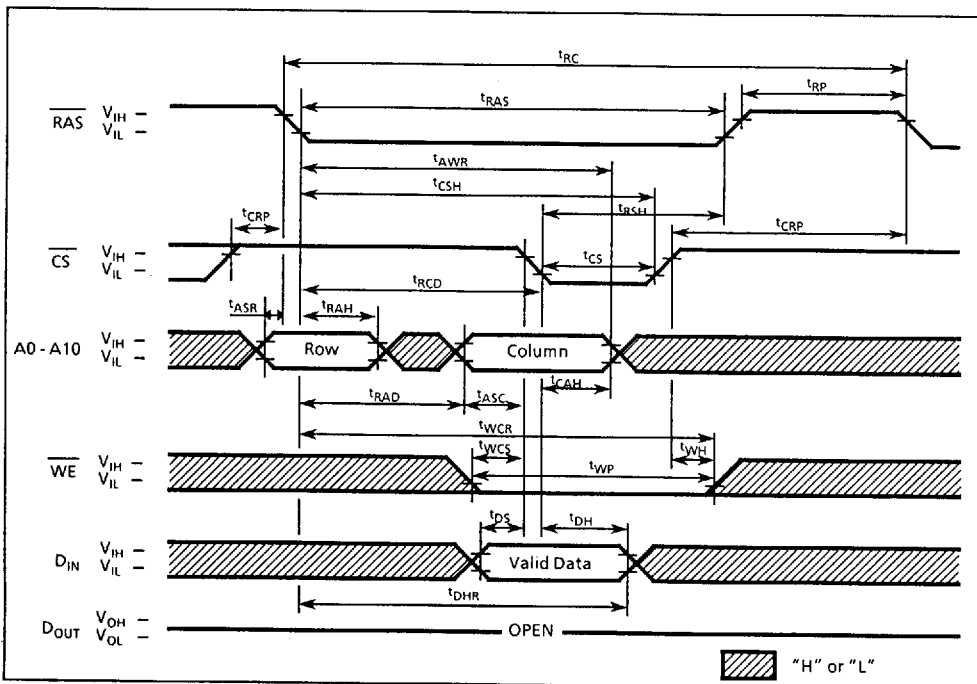 tRC
tRP
RAS VIH
VIL
tRAS
tAWR
tCSH
tRSH
tCRP
tCRP
CS VIH
VIL
tCS
tRCD
tASR
tRAH
A0 - A10 VIH
VIL
Row
Column
tCAH
tRAD
tASC
tWCR
tWCS
tWH
WE VIH
VIL
tWP
tDS
tDH
DIN VIH
VIL
Valid Data
tDHR
DOUT VOH
VOL
OPEN
"H" or "L"